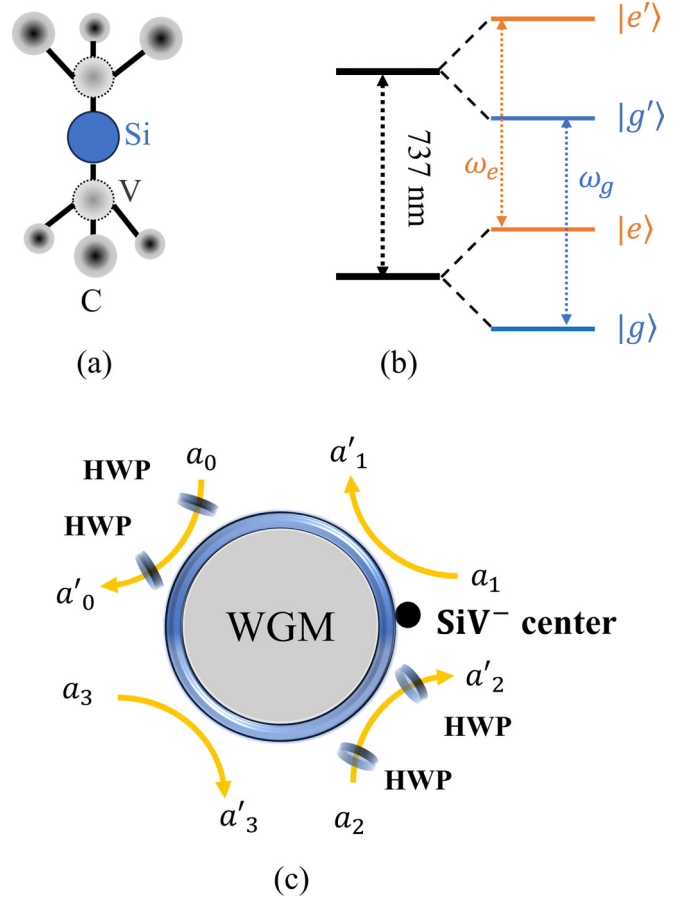 Si
V
C
(a)
737 nm
|e′⟩
|g′⟩
ω_e
ω_g
|e⟩
|g⟩
(b)
HWP
a_0
a′_1
HWP
a′_0
a_1
WGM
SiV⁻ center
a_3
a′_2
HWP
HWP
a′_3
a_2
(c)